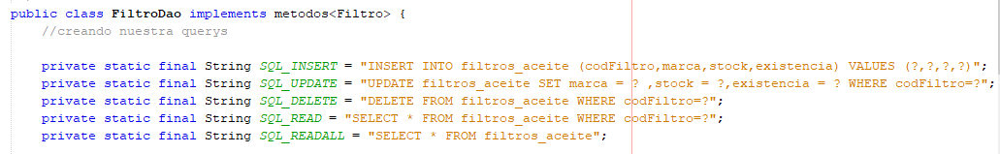 public class FiltroDao implements metodos<Filtro> {
//creando nuestra querys
private static final String SQL_INSERT = "INSERT INTO filtros_aceite (codFiltro,marca,stock,existencia) VALUES (?,?,?,?)";
private static final String SQL_UPDATE = "UPDATE filtros_aceite SET marca = ? ,stock = ?,existencia = ? WHERE codFiltro=?";
private static final String SQL_DELETE = "DELETE FROM filtros_aceite WHERE codFiltro=?";
private static final String SQL_READ = "SELECT * FROM filtros_aceite WHERE codFiltro=?";
private static final String SQL_READALL = "SELECT * FROM filtros_aceite";